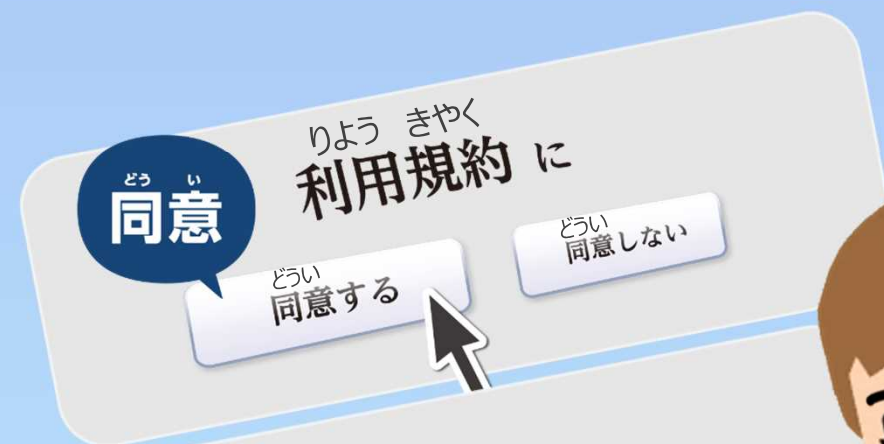 りよう きやく
利用規約 に
どう い
同意
どうい
同意する
どうい
同意しない